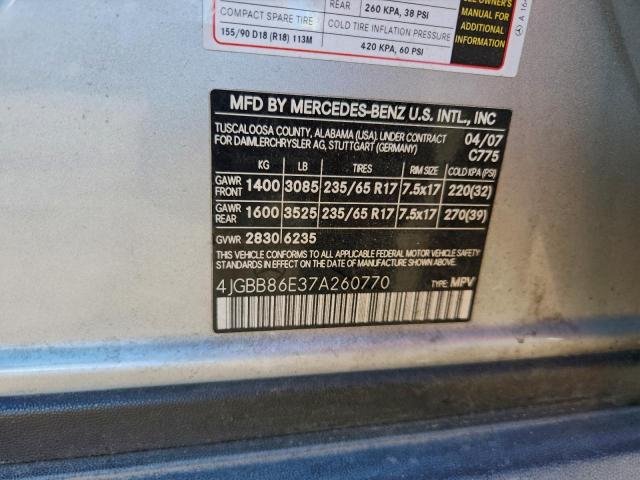 REAR 260 KPA, 38 PSI
COMPACT SPARE TIRE COLD TIRE INFLATION PRESSURE
155/90 D18 (R18) 113M 420 KPA, 60 PSI
SEE OWNER'S
MANUAL FOR
ADDITIONAL
INFORMATION
MFD BY MERCEDES-BENZ U.S. INTL., INC
TUSCALOOSA COUNTY, ALABAMA (USA). UNDER CONTRACT 04/07
FOR DAIMLERCHRYSLER AG, STUTTGART (GERMANY) C775
KG LB TIRES RIM SIZE COLD KPA (PSI)
GAWR FRONT 1400 3085 235/65 R17 7.5x17 220(32)
GAWR REAR 1600 3525 235/65 R17 7.5x17 270(39)
GVWR 2830 6235
THIS VEHICLE CONFORMS TO ALL APPLICABLE FEDERAL MOTOR VEHICLE SAFETY
AND THEFT PREVENTION STANDARDS IN EFFECT ON THE DATE OF MANUFACTURE SHOWN ABOVE.
4JGBB86E37A260770 TYPE: MPV